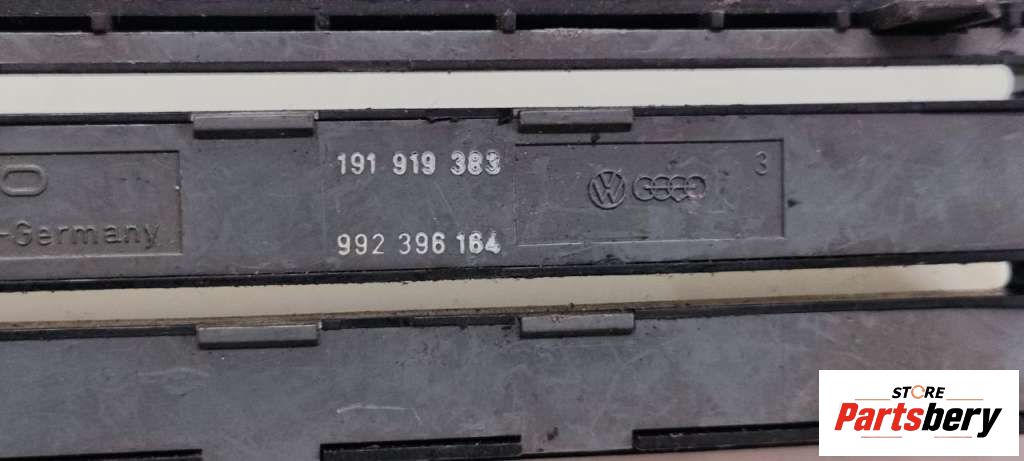 191 919 383
3
O
-Germany
992 396 164
STORE
Partsbery